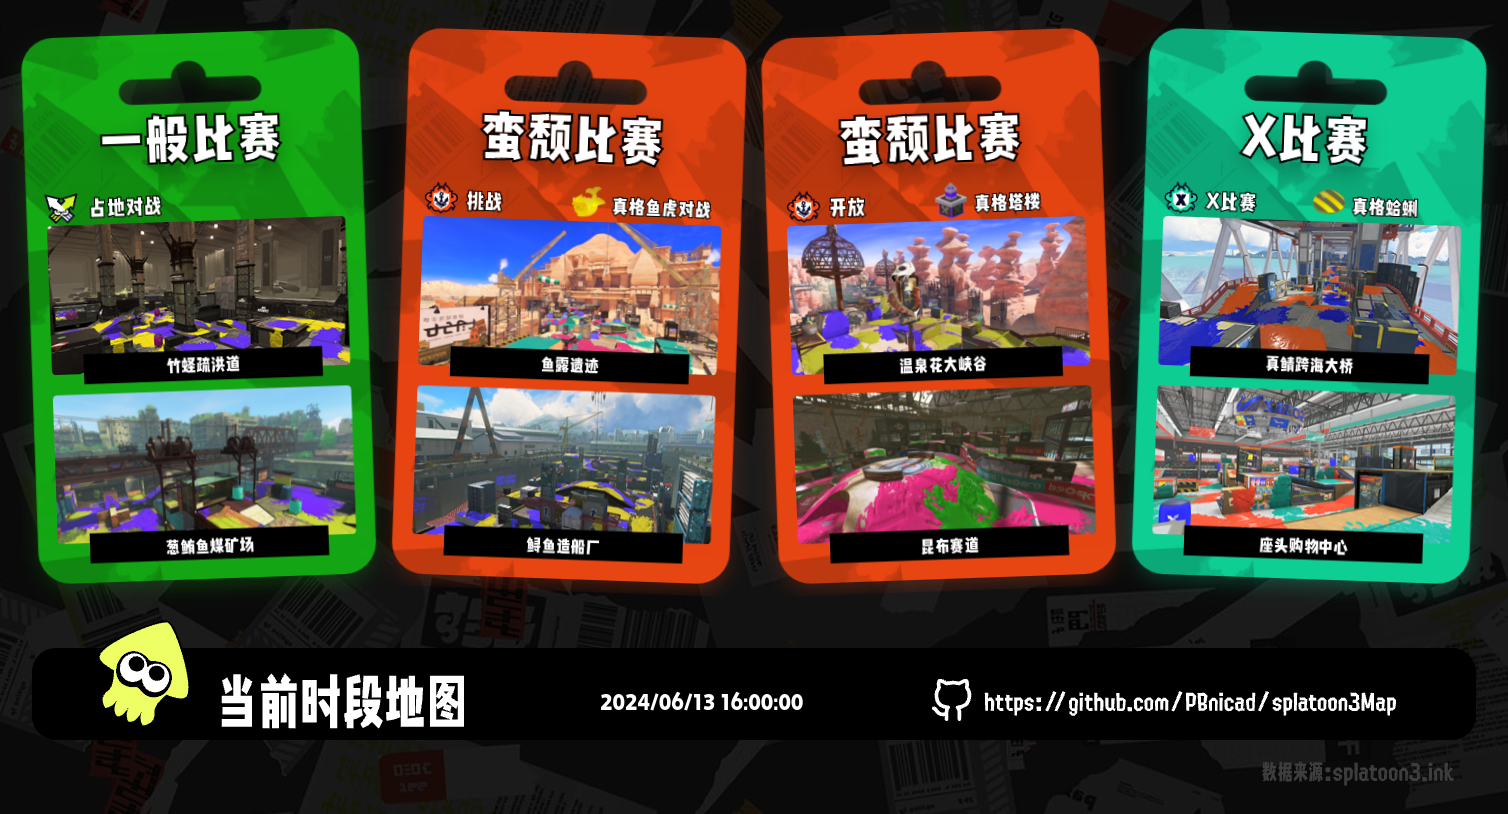 一般比赛
占地对战
竹蛏疏洪道
葱鲔鱼煤矿场
蛮颓比赛
挑战
真格鱼虎对战
鱼露遗迹
鲟鱼造船厂
蛮颓比赛
开放
真格塔楼
温泉花大峡谷
昆布赛道
X比赛
X比赛
真格蛤蜊
真鲭跨海大桥
座头购物中心
当前时段地图
2024/06/13 16:00:00
https://github.com/PBnicad/splatoon3Map
数据来源:splatoon3.ink